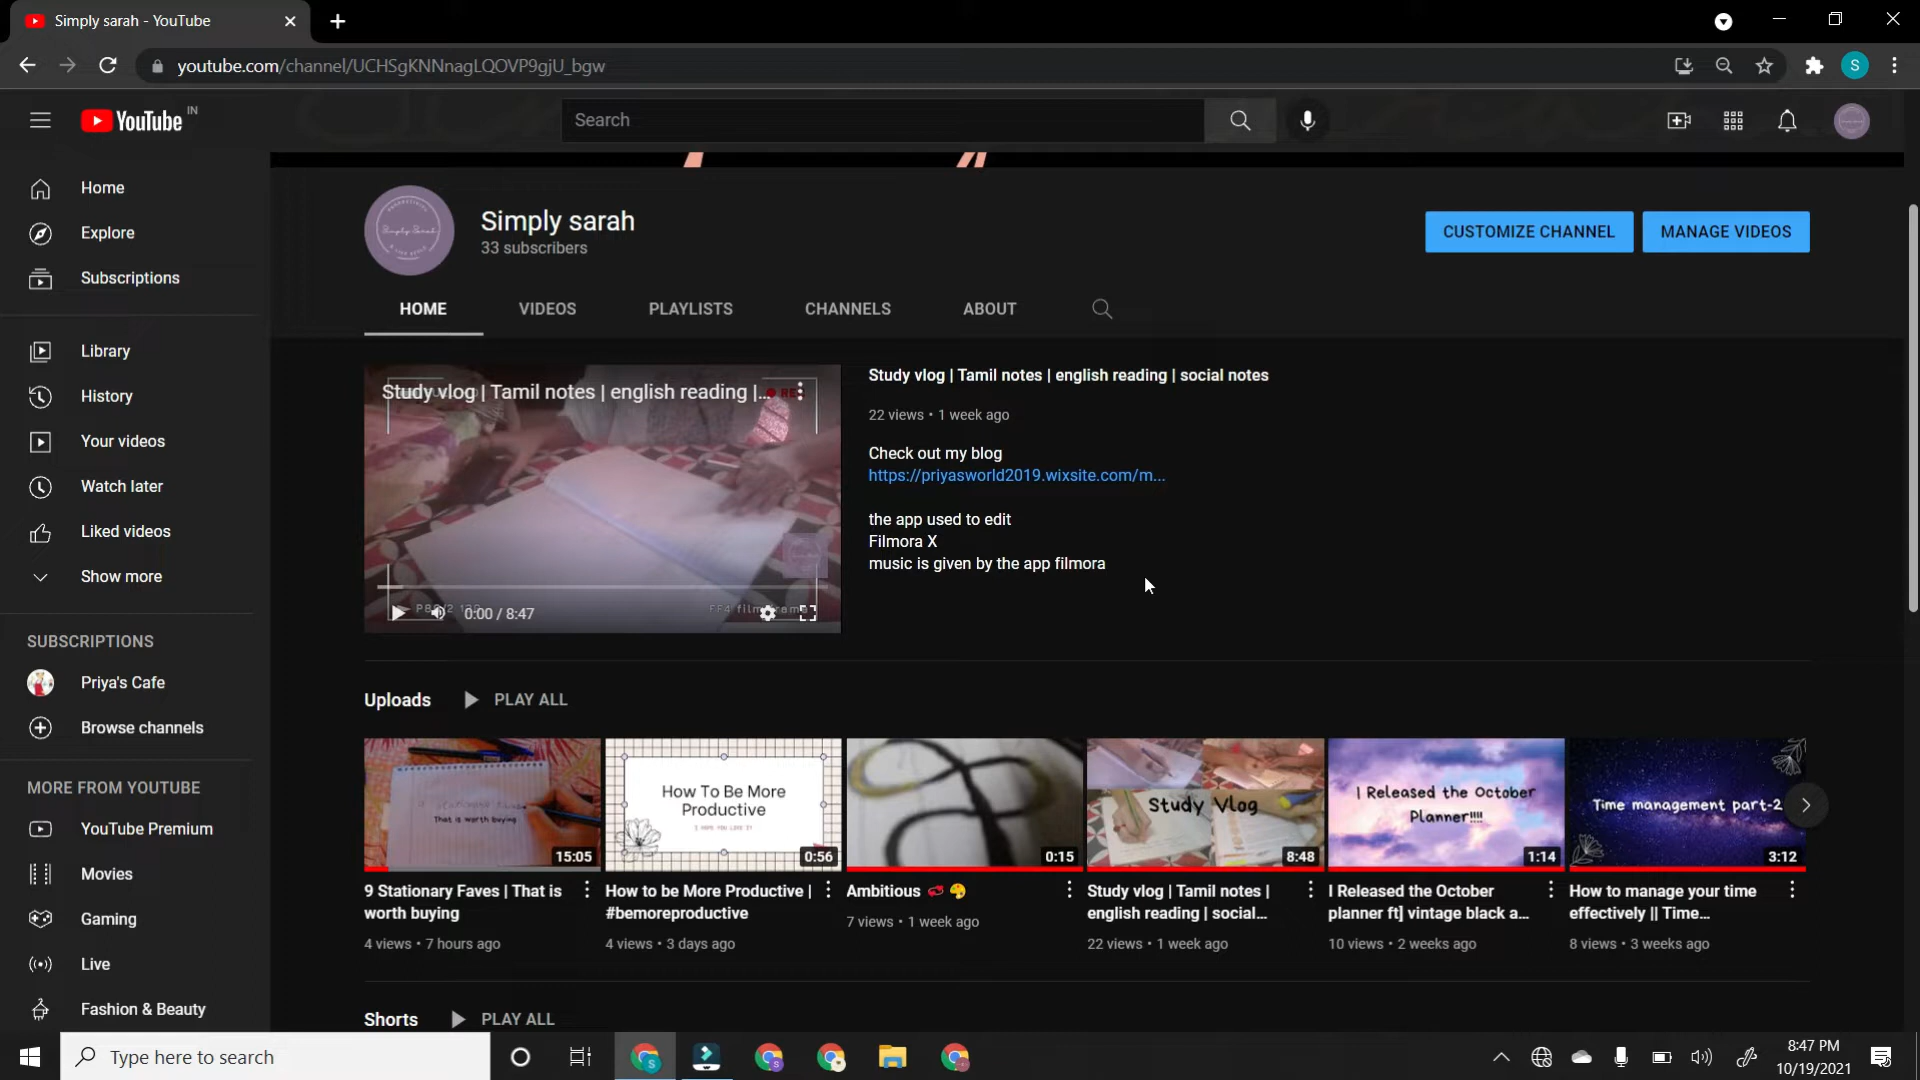 Simply sarah - YouTube
youtube.com/channel/UCHSgKNNnagLQOVP9gjU_bgw
S
YouTube IN
Search
Home
Explore
Subscriptions
Library
History
Your videos
Watch later
Liked videos
Show more
SUBSCRIPTIONS
Priya's Cafe
Browse channels
MORE FROM YOUTUBE
YouTube Premium
Movies
Gaming
Live
Fashion & Beauty
Simply Sarah
Simply sarah
33 subscribers
CUSTOMIZE CHANNEL
MANAGE VIDEOS
HOME
VIDEOS
PLAYLISTS
CHANNELS
ABOUT
Study vlog | Tamil notes | english reading |...
0:00 / 8:47
Study vlog | Tamil notes | english reading | social notes
22 views • 1 week ago
Check out my blog
https://priyasworld2019.wixsite.com/m...
the app used to edit
Filmora X
music is given by the app filmora
Uploads
PLAY ALL
That is worth buying
15:05
9 Stationary Faves | That is
worth buying
4 views • 7 hours ago
How To Be More
Productive
I HOPE YOU LOVE IT
0:56
How to be More Productive |
#bemoreproductive
4 views • 3 days ago
0:15
Ambitious
7 views • 1 week ago
Study Vlog
8:48
Study vlog | Tamil notes |
english reading | social...
22 views • 1 week ago
I Released the October
Planner!!!!
1:14
I Released the October
planner ft] vintage black a...
10 views • 2 weeks ago
Time management part-2
3:12
How to manage your time
effectively || Time...
8 views • 3 weeks ago
Shorts
PLAY ALL
Type here to search
8:47 PM
10/19/2021